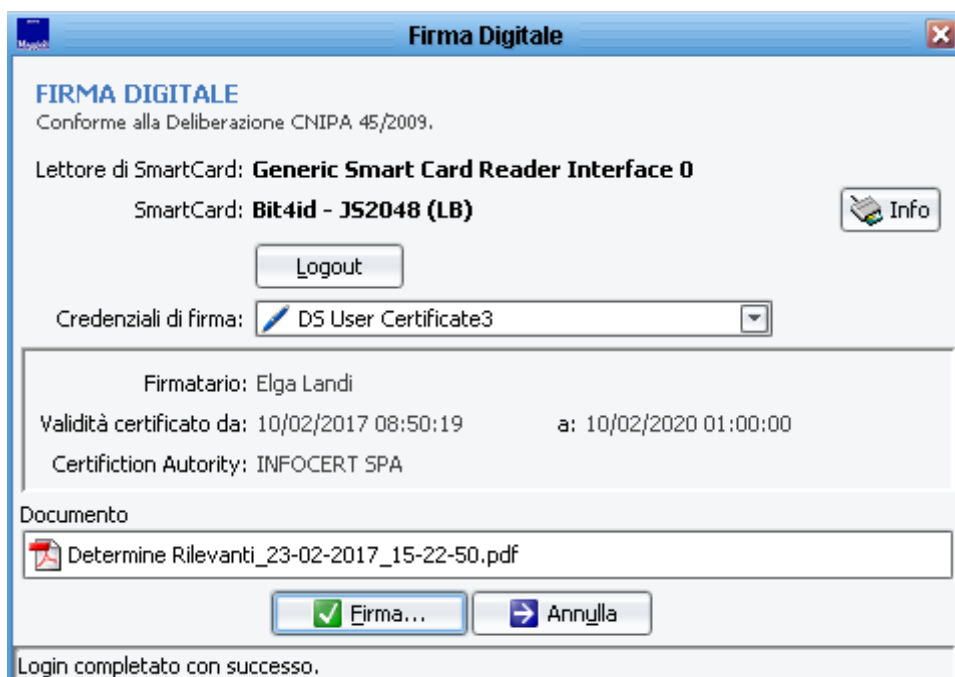 Firma Digitale
FIRMA DIGITALE
Conforme alla Deliberazione CNIPA 45/2009.
Lettore di SmartCard: Generic Smart Card Reader Interface 0
SmartCard: Bit4id - JS2048 (LB)
Info
Logout
Credenziali di firma: DS User Certificate3
Firmatario: Elga Landi
Validità certificato da: 10/02/2017 08:50:19 a: 10/02/2020 01:00:00
Certifiction Autority: INFOCERT SPA
Documento
Determine Rilevanti_23-02-2017_15-22-50.pdf
Firma... Annulla
Login completato con successo.